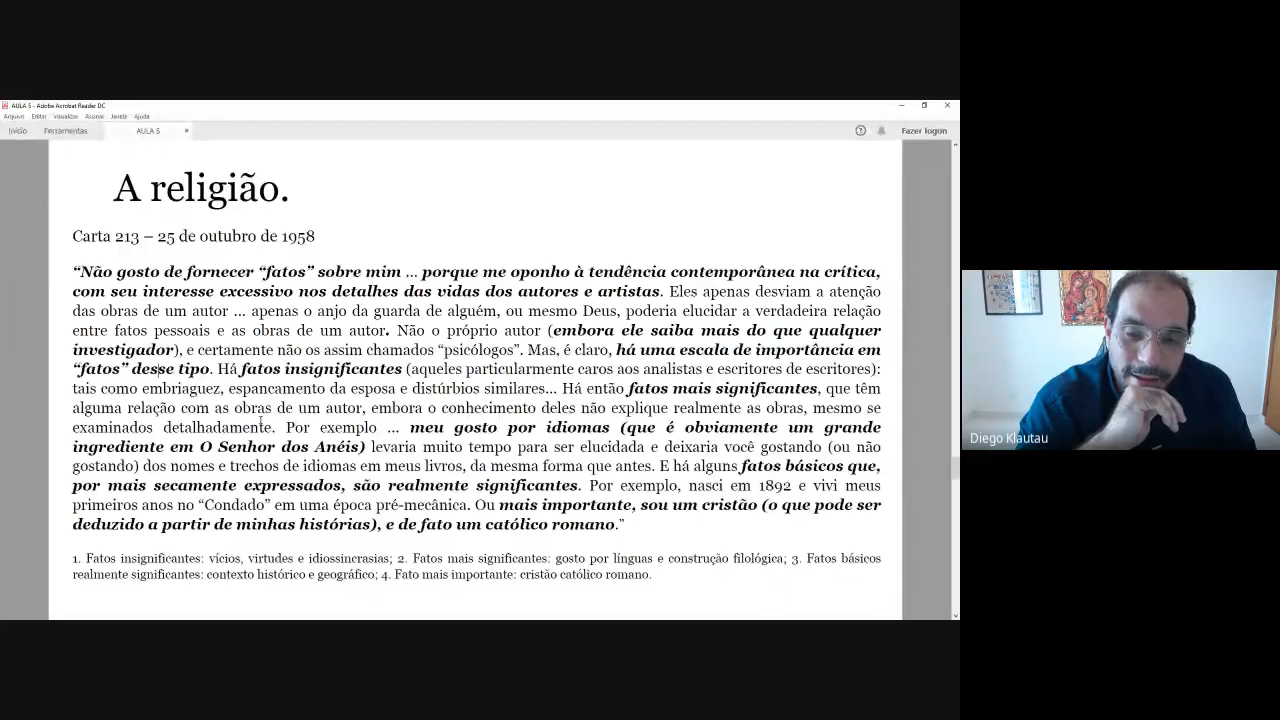 AULA 5 - Adobe Acrobat Reader DC
Arquivo Editar Visualizar Assinar Janela Ajuda
Início Ferramentas AULA 5 × Fazer logon
A religião.
Carta 213 – 25 de outubro de 1958
“Não gosto de fornecer “fatos” sobre mim ... porque me oponho à tendência contemporânea na crítica,
com seu interesse excessivo nos detalhes das vidas dos autores e artistas. Eles apenas desviam a atenção
das obras de um autor ... apenas o anjo da guarda de alguém, ou mesmo Deus, poderia elucidar a verdadeira relação
entre fatos pessoais e as obras de um autor. Não o próprio autor (embora ele saiba mais do que qualquer
investigador), e certamente não os assim chamados “psicólogos”. Mas, é claro, há uma escala de importância em
“fatos” desse tipo. Há fatos insignificantes (aqueles particularmente caros aos analistas e escritores de escritores):
tais como embriaguez, espancamento da esposa e distúrbios similares... Há então fatos mais significantes, que têm
alguma relação com as obras de um autor, embora o conhecimento deles não explique realmente as obras, mesmo se
examinados detalhadamente. Por exemplo ... meu gosto por idiomas (que é obviamente um grande
ingrediente em O Senhor dos Anéis) levaria muito tempo para ser elucidada e deixaria você gostando (ou não
gostando) dos nomes e trechos de idiomas em meus livros, da mesma forma que antes. E há alguns fatos básicos que,
por mais secamente expressados, são realmente significantes. Por exemplo, nasci em 1892 e vivi meus
primeiros anos no “Condado” em uma época pré-mecânica. Ou mais importante, sou um cristão (o que pode ser
deduzido a partir de minhas histórias), e de fato um católico romano.”
1. Fatos insignificantes: vícios, virtudes e idiossincrasias; 2. Fatos mais significantes: gosto por línguas e construção filológica; 3. Fatos básicos
realmente significantes: contexto histórico e geográfico; 4. Fato mais importante: cristão católico romano.
Diego Klautau